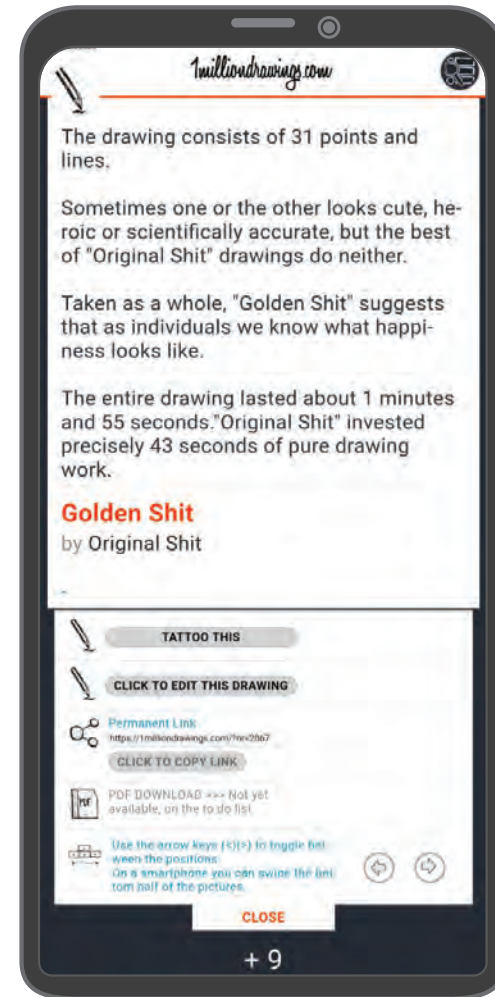 1milliondrawings.com
The drawing consists of 31 points and
lines.
Sometimes one or the other looks cute, he-
roic or scientifically accurate, but the best
of "Original Shit" drawings do neither.
Taken as a whole, "Golden Shit" suggests
that as individuals we know what happi-
ness looks like.
The entire drawing lasted about 1 minutes
and 55 seconds."Original Shit" invested
precisely 43 seconds of pure drawing
work.
Golden Shit
by Original Shit
-
TATTOO THIS
CLICK TO EDIT THIS DRAWING
Permanent Link
https://1milliondrawings.com/?nr=2067
CLICK TO COPY LINK
PDF
PDF DOWNLOAD >>> Not yet
available, on the to do list
Use the arrow keys (<)(>) to toggle bet
ween the positions
On a smartphone you can swipe the bot
tom half of the pictures.
CLOSE
+ 9